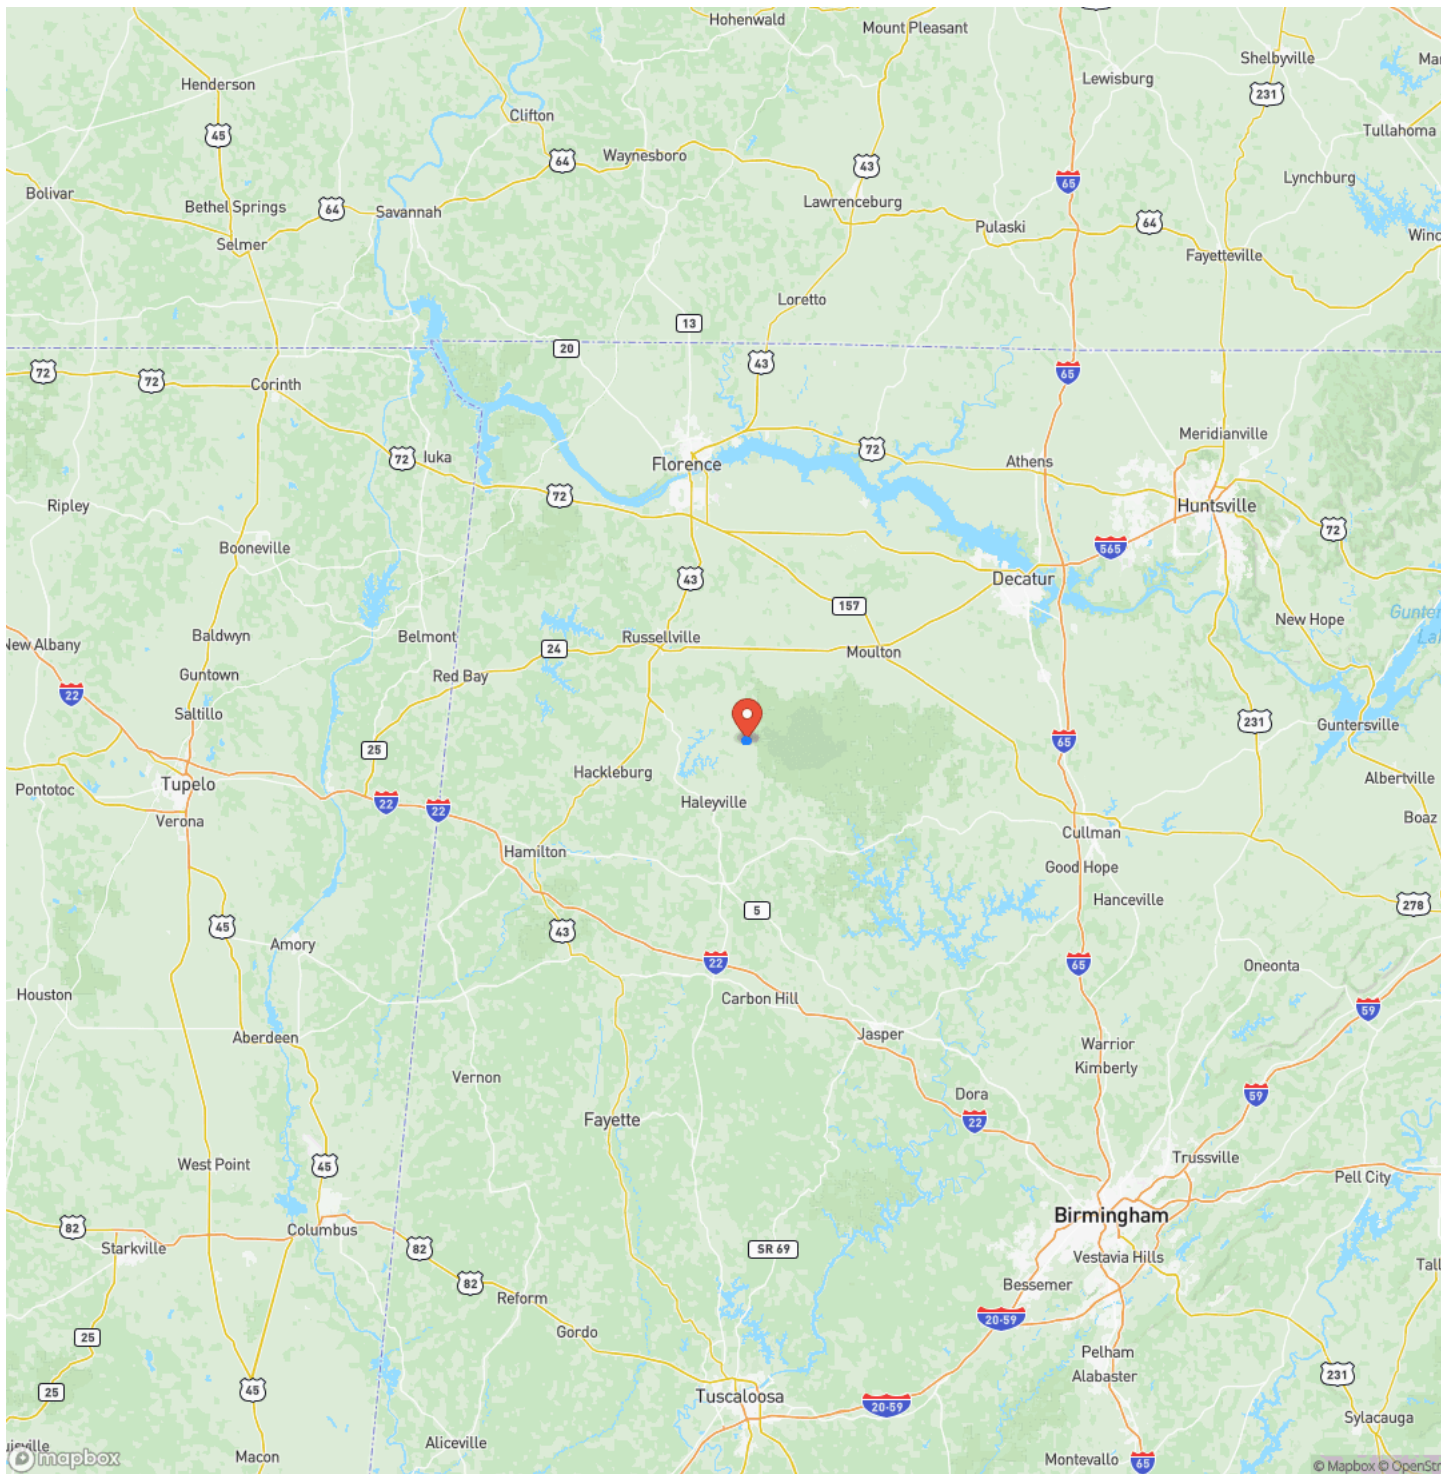 Hohenwald
Mount Pleasant
Shelbyville
Lewisburg
Henderson
231
Clifton
45
Tullahoma
Waynesboro
64
43
65
Lynchburg
Bolivar
Bethel Springs
64
Savannah
Lawrenceburg
Pulaski
64
Selmer
Fayetteville
Loretto
13
20
43
72
72
65
Corinth
Meridianville
72
Iuka
Florence
72
Athens
72
Ripley
Huntsville
72
Booneville
565
43
Decatur
157
New Hope
Baldwyn
Belmont
Russellville
New Albany
24
Moulton
Guntown
Red Bay
22
Saltillo
231
Guntersville
25
65
Hackleburg
Tupelo
Albertville
Pontotoc
22
22
Haleyville
Verona
Boaz
Cullman
Hamilton
Good Hope
Hanceville
278
5
45
43
Amory
22
65
Oneonta
Houston
Carbon Hill
59
Aberdeen
Jasper
Warrior
Kimberly
Vernon
Dora
59
Fayette
22
Trussville
West Point
45
Pell City
Birmingham
82
Columbus
Starkville
82
SR 69
Vestavia Hills
82
Bessemer
Reform
20-59
Gordo
25
Pelham
Alabaster
231
25
45
Tuscaloosa
20-59
Sylacauga
Aliceville
Macon
Montevallo
65
mapbox
© Mapbox © OpenStr